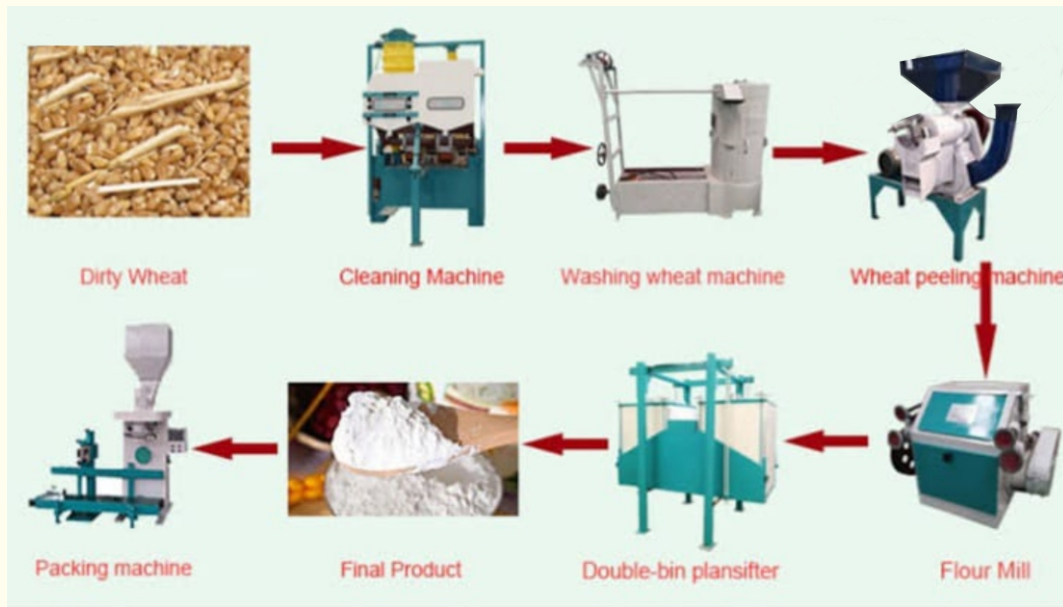 Dirty Wheat
Cleaning Machine
Washing wheat machine
Wheat peeling machine
Packing machine
Final Product
Double-bin plansifter
Flour Mill